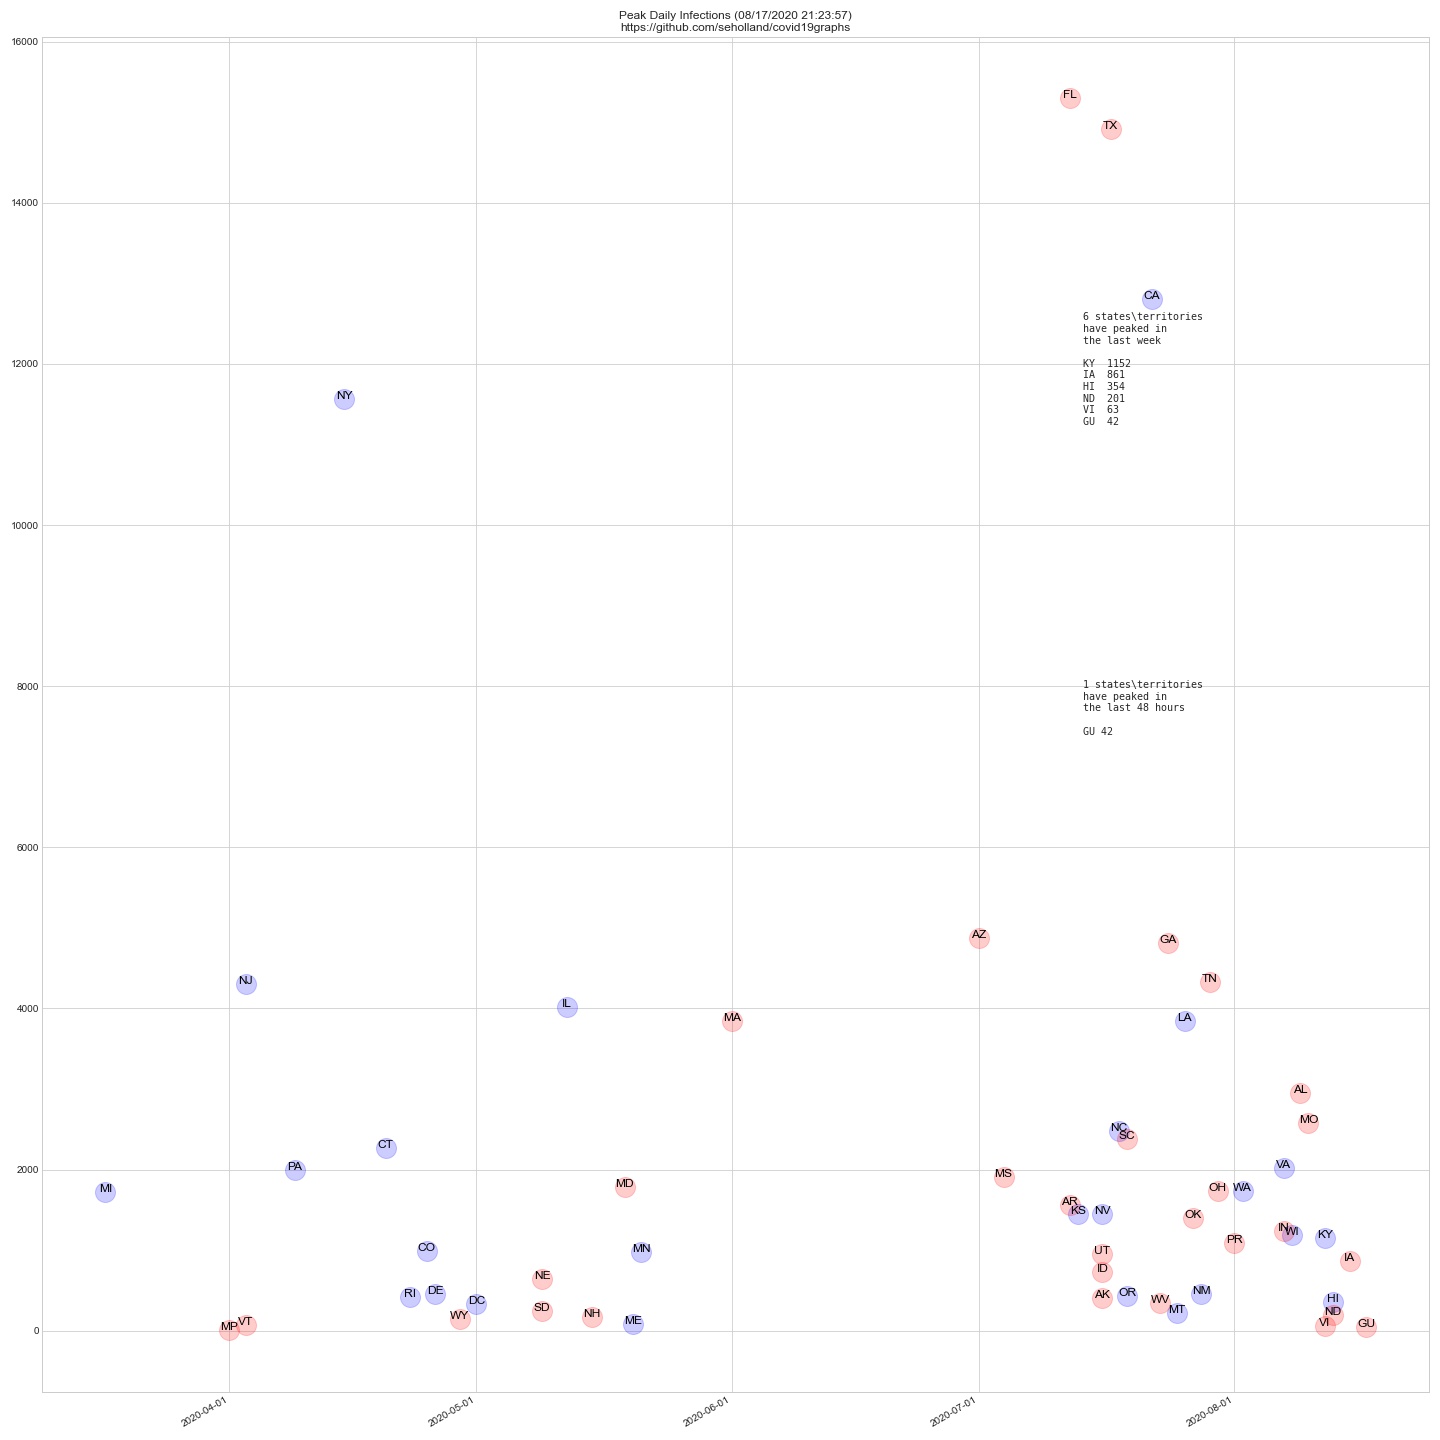 Peak Daily Infections (08/17/2020 21:23:57)
https://github.com/seholland/covid19graphs
16000
FL
TX
14000
CA
6 states\territories
have peaked in
the last week
12000
KY 1152
IA 861
HI 354
ND 201
VI 63
GU 42
NY
10000
8000
1 states\territories
have peaked in
the last 48 hours
GU 42
6000
AZ
GA
NJ
TN
4000
IL
MA
LA
AL
MO
NC
SC
CT
2000
PA
VA
MI
MD
MS
OH
WA
AR
KS
NV
OK
IN
WI
KY
PR
CO
MN
UT
IA
ID
NE
RI
DE
DC
AK
OR
NM
WV
HI
SD
MT
ND
WY
NH
ME
VT
MP
VI
GU
0
2020-04-01
2020-05-01
2020-06-01
2020-07-01
2020-08-01